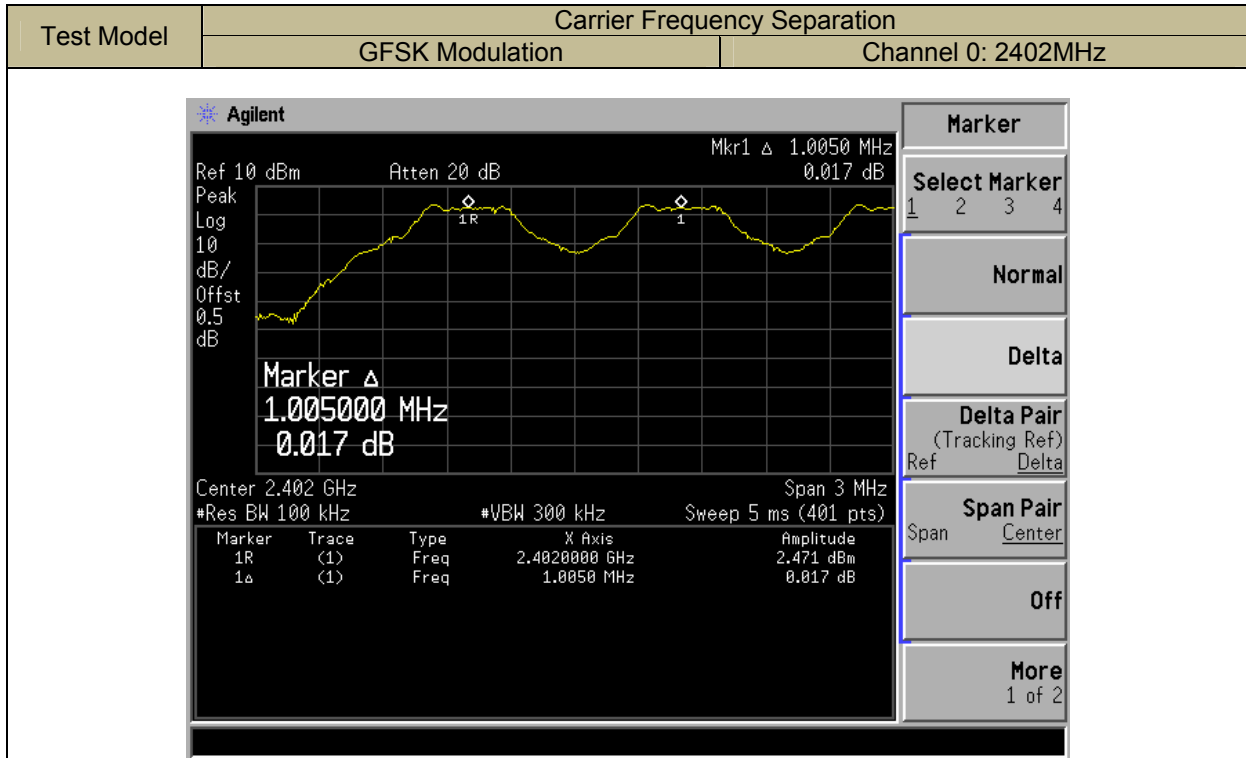 Test Model
Carrier Frequency Separation
GFSK Modulation
Channel 0: 2402MHz
Agilent
Mkr1 Δ 1.0050 MHz
Ref 10 dBm Atten 20 dB 0.017 dB
Peak
Log
10
dB/
Offst
0.5
dB
1R
1
Marker Δ
1.005000 MHz
0.017 dB
Center 2.402 GHz Span 3 MHz
#Res BW 100 kHz #VBW 300 kHz Sweep 5 ms (401 pts)
Marker Trace Type X Axis Amplitude
1R (1) Freq 2.4020000 GHz 2.471 dBm
1Δ (1) Freq 1.0050 MHz 0.017 dB
Marker
Select Marker
1 2 3 4
Normal
Delta
Delta Pair
(Tracking Ref)
Ref Delta
Span Pair
Span Center
Off
More
1 of 2